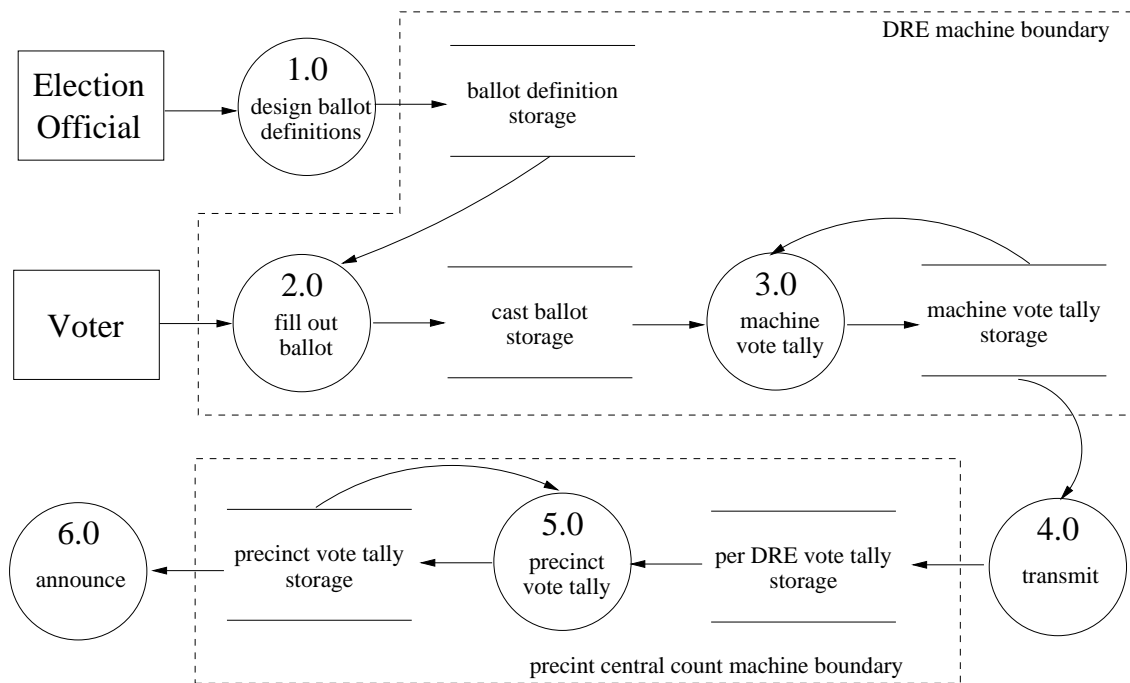 DRE machine boundary
Election
Official
1.0
design ballot
definitions
ballot definition
storage
Voter
2.0
fill out
ballot
cast ballot
storage
3.0
machine
vote tally
machine vote tally
storage
6.0
announce
precinct vote tally
storage
5.0
precinct
vote tally
per DRE vote tally
storage
4.0
transmit
precint central count machine boundary